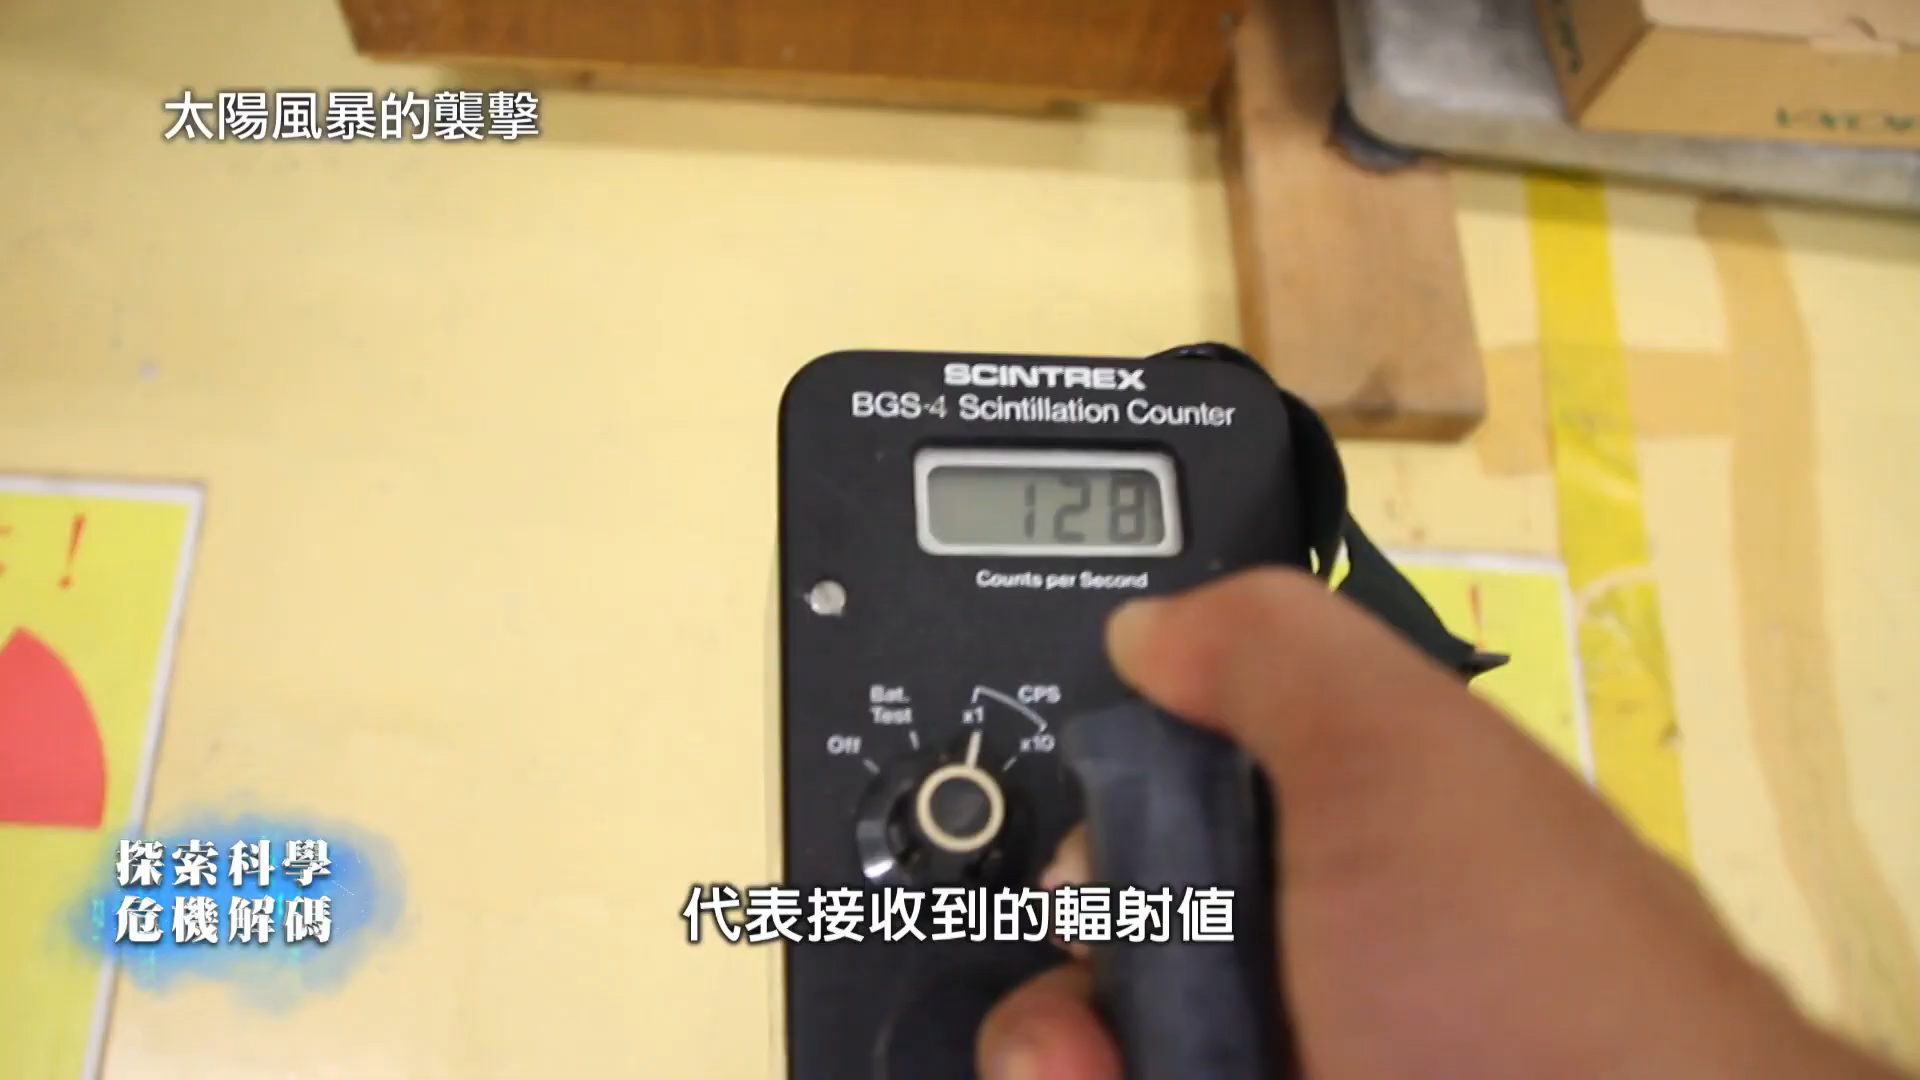 太陽風暴的襲擊
SCINTREX
BGS-4 Scintillation Counter
128
Counts per Second
Bat.
Test
CPS
x1
Off
x10
!
!
探索科學
危機解碼
代表接收到的輻射值